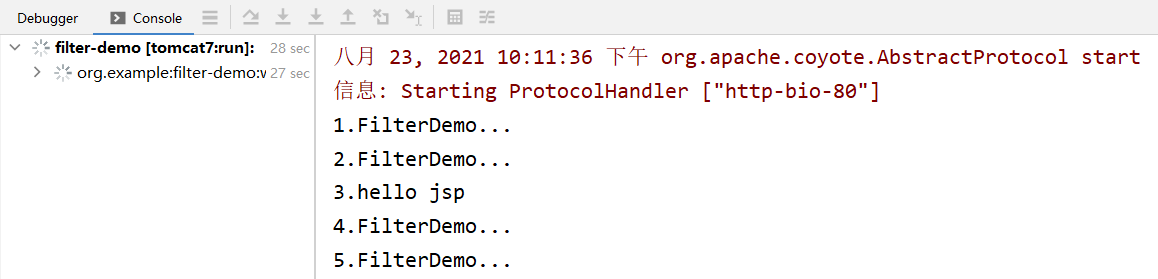 Debugger
Console
filter-demo [tomcat7:run]: 28 sec
org.example:filter-demo:v 27 sec
八月 23, 2021 10:11:36 下午 org.apache.coyote.AbstractProtocol start
信息: Starting ProtocolHandler ["http-bio-80"]
1.FilterDemo...
2.FilterDemo...
3.hello jsp
4.FilterDemo...
5.FilterDemo...